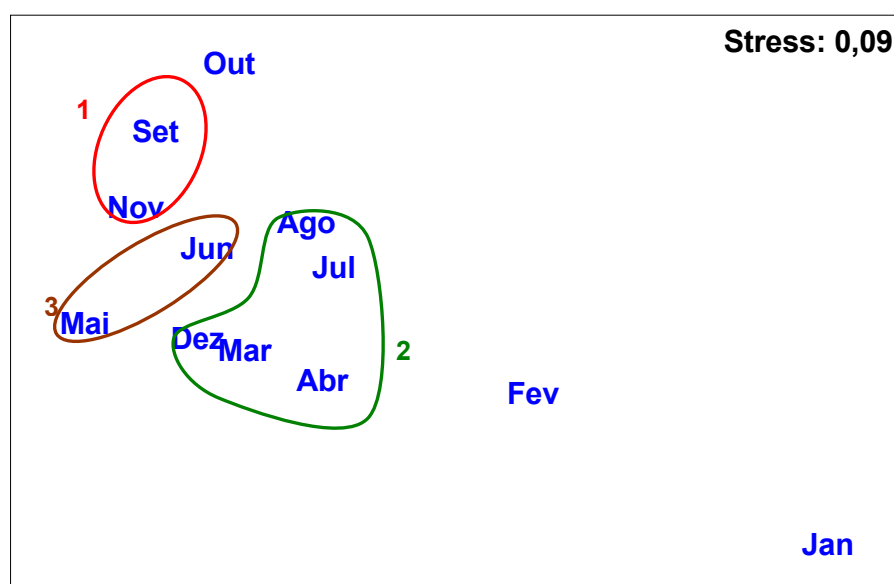 Stress: 0,09
Out
1
Set
Nov
Ago
Jun
Jul
3
Mai
Dez
Mar
2
Abr
Fev
Jan